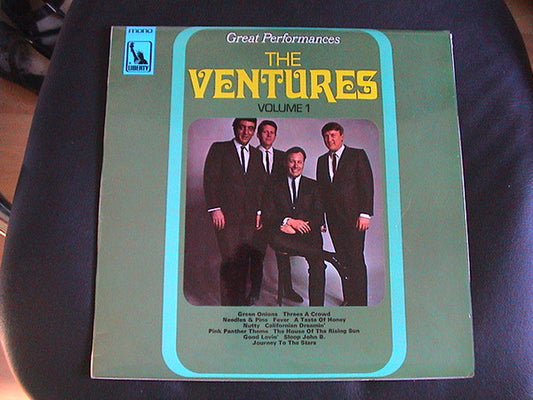 mono
LIBERTY
Great Performances
THE
VENTURES
VOLUME 1
Green Onions Threes A Crowd
Needles & Pins Fever A Taste Of Honey
Nutty Californian Dreamin'
Pink Panther Theme The House Of The Rising Sun
Good Lovin' Sloop John B.
Journey To The Stars